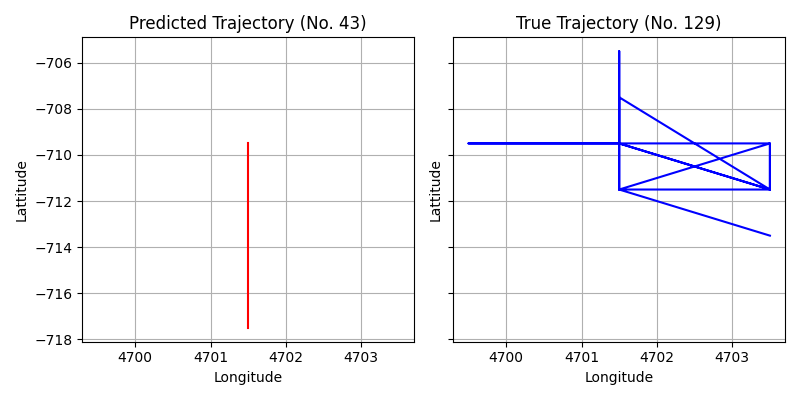 Predicted Trajectory (No. 43)
−706
−708
−710
−712
−714
−716
−718
Lattitude
4700 4701 4702 4703
Longitude
True Trajectory (No. 129)
Lattitude
4700 4701 4702 4703
Longitude